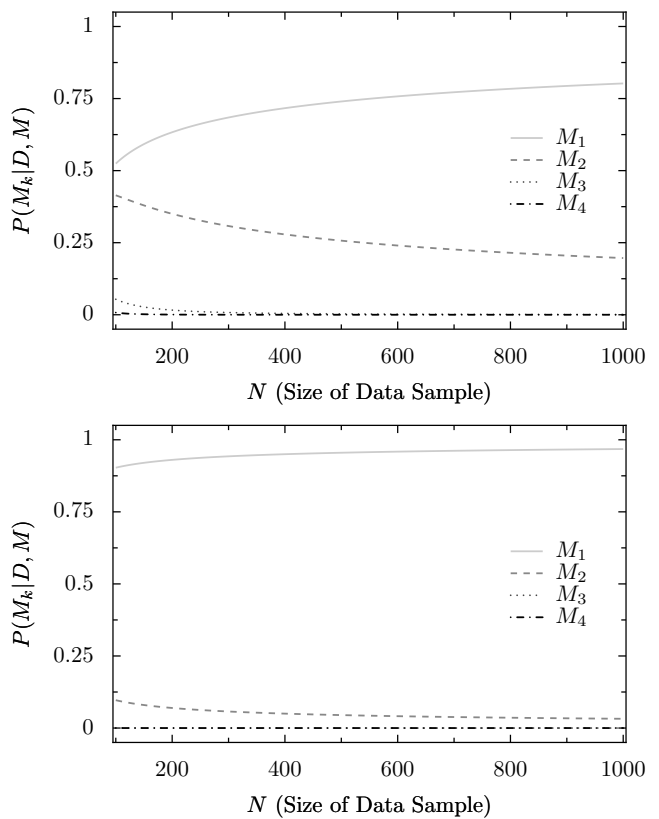 1
0.75
0.5
0.25
0
P(M_k|D, M)
M_1
M_2
M_3
M_4
200 400 600 800 1000
N (Size of Data Sample)
1
0.75
0.5
0.25
0
P(M_k|D, M)
M_1
M_2
M_3
M_4
200 400 600 800 1000
N (Size of Data Sample)